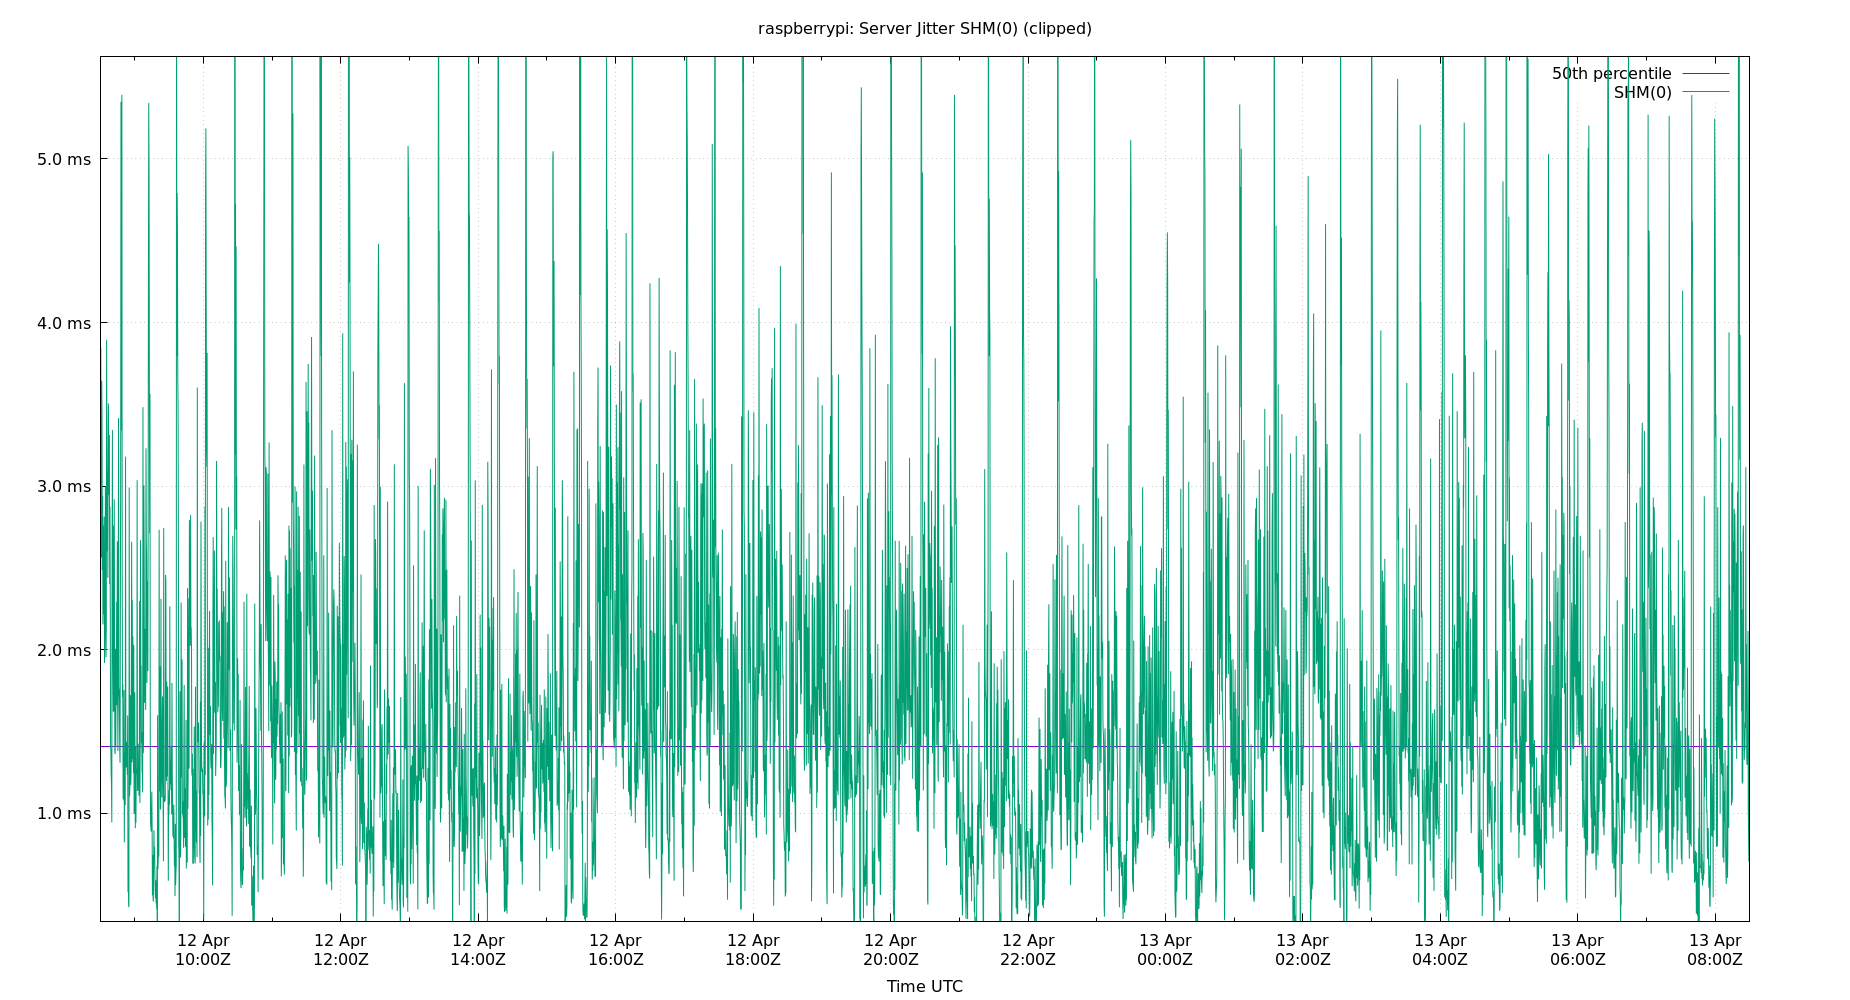 raspberrypi: Server Jitter SHM(0) (clipped)
50th percentile
SHM(0)
5.0 ms
4.0 ms
3.0 ms
2.0 ms
1.0 ms
12 Apr 12 Apr 12 Apr 12 Apr 12 Apr 12 Apr 12 Apr 13 Apr 13 Apr 13 Apr 13 Apr 13 Apr
10:00Z 12:00Z 14:00Z 16:00Z 18:00Z 20:00Z 22:00Z 00:00Z 02:00Z 04:00Z 06:00Z 08:00Z
Time UTC